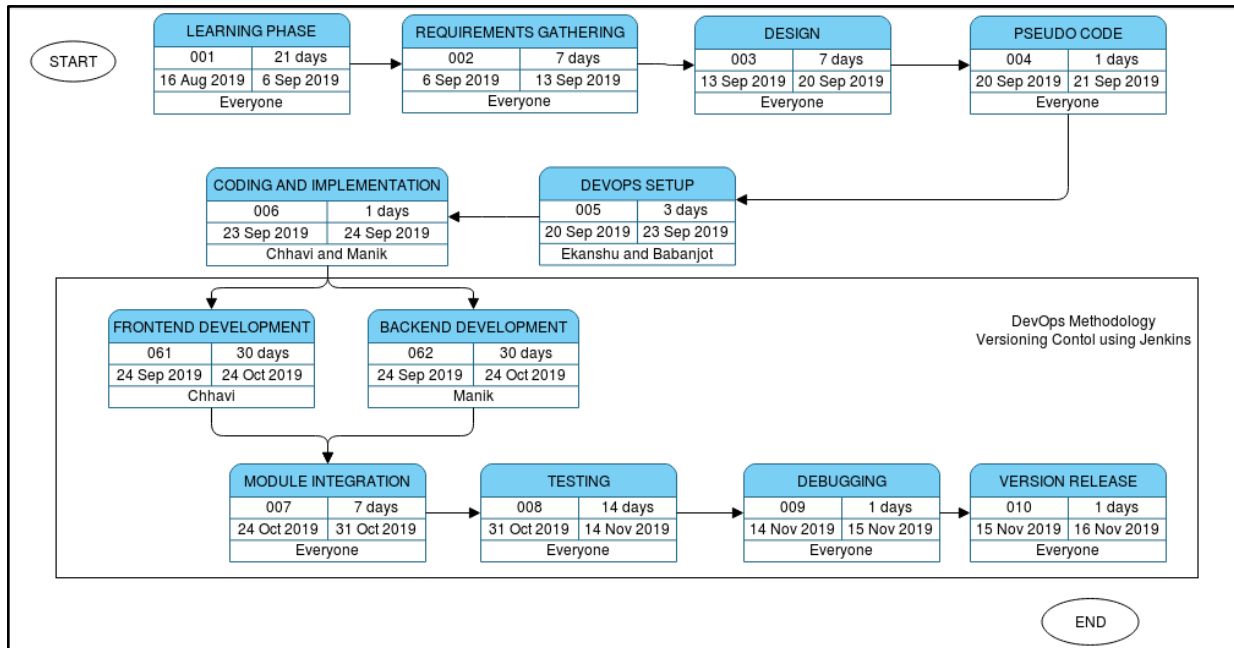 START
LEARNING PHASE
001 21 days
16 Aug 2019 6 Sep 2019
Everyone
REQUIREMENTS GATHERING
002 7 days
6 Sep 2019 13 Sep 2019
Everyone
DESIGN
003 7 days
13 Sep 2019 20 Sep 2019
Everyone
PSEUDO CODE
004 1 days
20 Sep 2019 21 Sep 2019
Everyone
CODING AND IMPLEMENTATION
006 1 days
23 Sep 2019 24 Sep 2019
Chhavi and Manik
DEVOPS SETUP
005 3 days
20 Sep 2019 23 Sep 2019
Ekanshu and Babanjot
FRONTEND DEVELOPMENT
061 30 days
24 Sep 2019 24 Oct 2019
Chhavi
BACKEND DEVELOPMENT
062 30 days
24 Sep 2019 24 Oct 2019
Manik
DevOps Methodology
Versioning Contol using Jenkins
MODULE INTEGRATION
007 7 days
24 Oct 2019 31 Oct 2019
Everyone
TESTING
008 14 days
31 Oct 2019 14 Nov 2019
Everyone
DEBUGGING
009 1 days
14 Nov 2019 15 Nov 2019
Everyone
VERSION RELEASE
010 1 days
15 Nov 2019 16 Nov 2019
Everyone
END